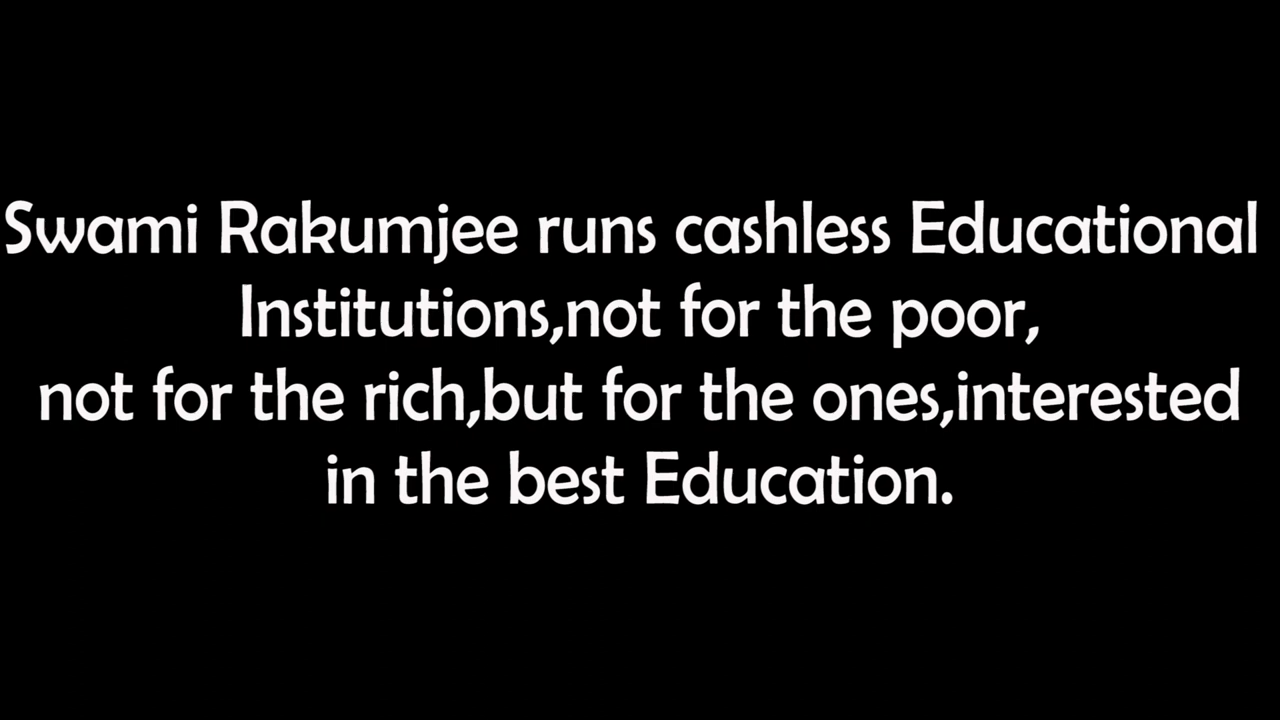 Swami Rakumjee runs cashless Educational
Institutions,not for the poor,
not for the rich,but for the ones,interested
in the best Education.